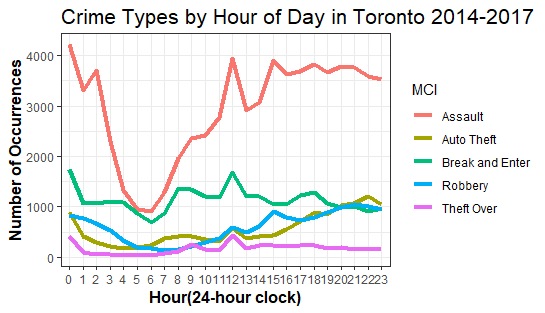 Crime Types by Hour of Day in Toronto 2014-2017
Number of Occurrences
4000
3000
2000
1000
0
0 1 2 3 4 5 6 7 8 9 10 11 12 13 14 15 16 17 18 19 20 21 22 23
Hour(24-hour clock)
MCI
Assault
Auto Theft
Break and Enter
Robbery
Theft Over